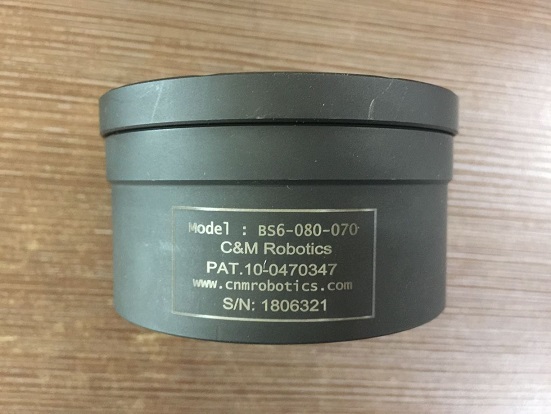 Model : BS6-080-070
C&M Robotics
PAT.10-0470347
www.cnmrobotics.com
S/N: 1806321